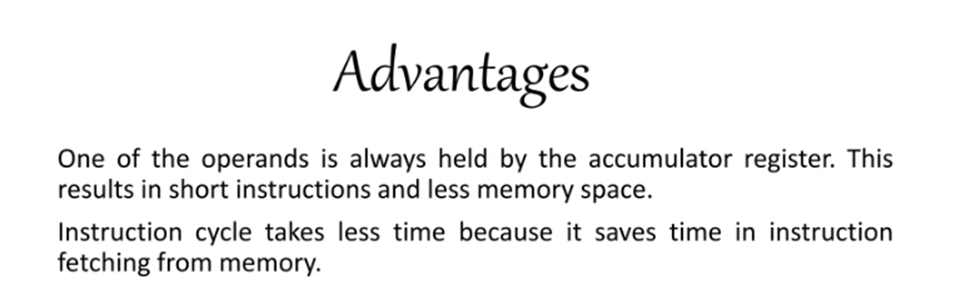 Advantages
One of the operands is always held by the accumulator register. This
results in short instructions and less memory space.
Instruction cycle takes less time because it saves time in instruction
fetching from memory.